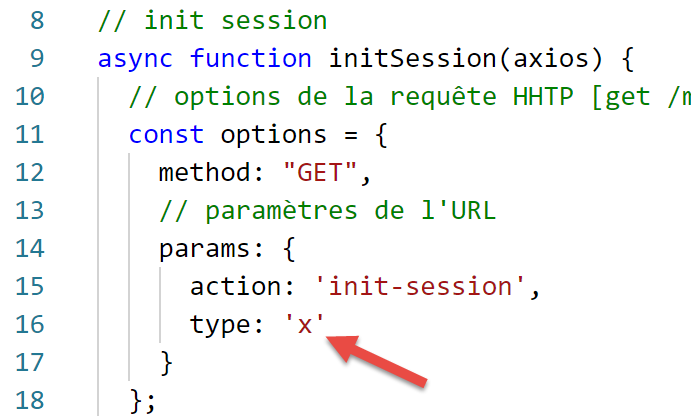 8 // init session
9 async function initSession(axios) {
10 // options de la requête HHTP [get /m
11 const options = {
12 method: "GET",
13 // paramètres de l'URL
14 params: {
15 action: 'init-session',
16 type: 'x'
17 }
18 };